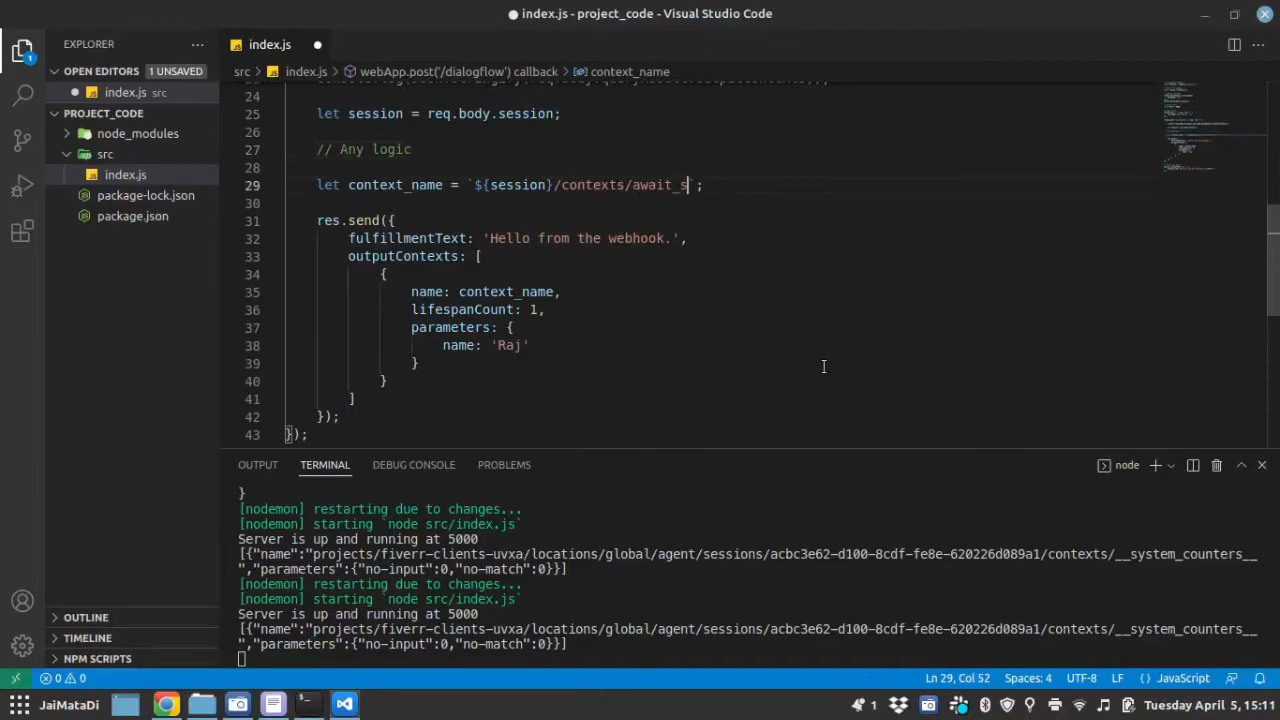 index.js - project_code - Visual Studio Code
EXPLORER
index.js
OPEN EDITORS 1 UNSAVED
src > index.js > webApp.post('/dialogflow') callback > context_name
index.js src
PROJECT_CODE
node_modules
src
index.js
package-lock.json
package.json
24
25 let session = req.body.session;
26
27 // Any logic
28
29 let context_name = `${session}/contexts/await_s`;
30
31 res.send({
32 fulfillmentText: 'Hello from the webhook.',
33 outputContexts: [
34 {
35 name: context_name,
36 lifespanCount: 1,
37 parameters: {
38 name: 'Raj'
39 }
40 }
41 ]
42 });
43 });
OUTPUT TERMINAL DEBUG CONSOLE PROBLEMS node
}
[nodemon] restarting due to changes...
[nodemon] starting `node src/index.js`
Server is up and running at 5000
[{"name":"projects/fiverr-clients-uvxa/locations/global/agent/sessions/acbc3e62-d100-8cdf-fe8e-620226d089a1/contexts/__system_counters__
","parameters":{"no-input":0,"no-match":0}}]
[nodemon] restarting due to changes...
[nodemon] starting `node src/index.js`
Server is up and running at 5000
[{"name":"projects/fiverr-clients-uvxa/locations/global/agent/sessions/acbc3e62-d100-8cdf-fe8e-620226d089a1/contexts/__system_counters__
","parameters":{"no-input":0,"no-match":0}}]
OUTLINE
TIMELINE
NPM SCRIPTS
0 0 Ln 29, Col 52 Spaces: 4 UTF-8 LF {} JavaScript
JaiMataDi 1 Tuesday April 5, 15:11